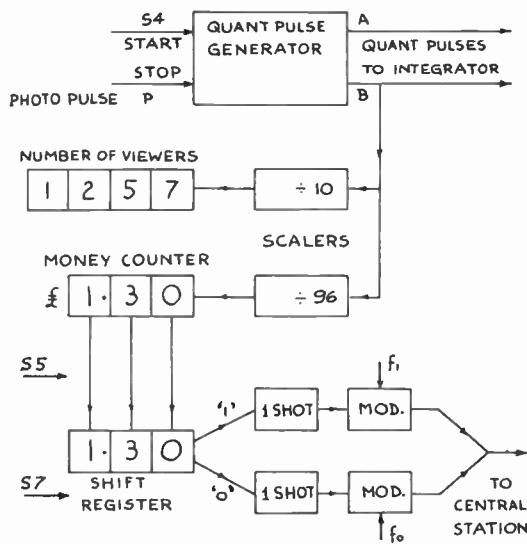 S4
START
STOP
PHOTO PULSE P
QUANT PULSE
GENERATOR
A
QUANT PULSES
TO INTEGRATOR
B
NUMBER OF VIEWERS
1 2 5 7
÷ 10
SCALERS
MONEY COUNTER
£ 1. 3 0
÷ 96
S5
1. 3 0
S7
SHIFT
REGISTER
'1'
1 SHOT
MOD.
f₁
'0'
1 SHOT
MOD.
f₀
TO
CENTRAL
STATION